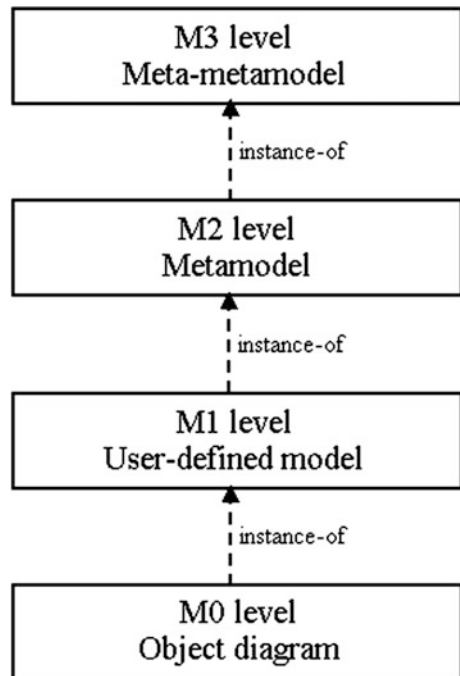 M3 level
Meta-metamodel
instance-of
M2 level
Metamodel
instance-of
M1 level
User-defined model
instance-of
M0 level
Object diagram